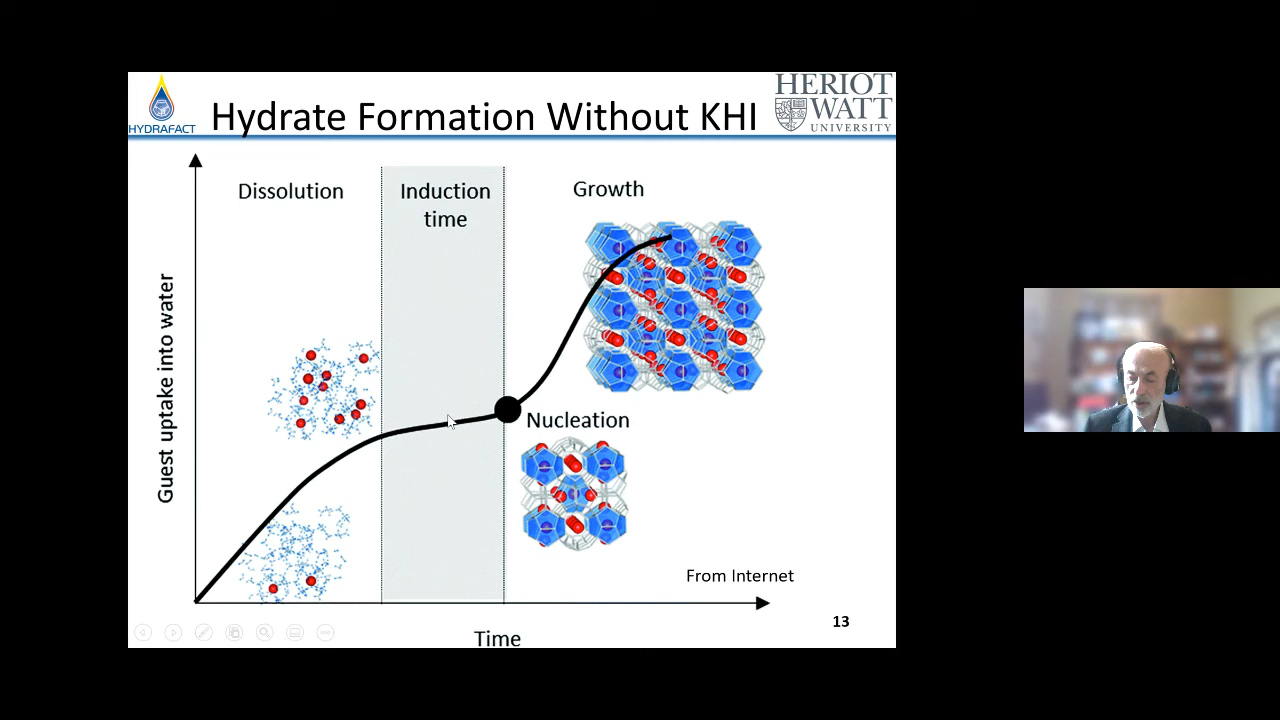 HYDRAFACT
Hydrate Formation Without KHI
HERIOT
WATT
UNIVERSITY
Dissolution
Induction
time
Growth
Guest uptake into water
Nucleation
From Internet
13
Time